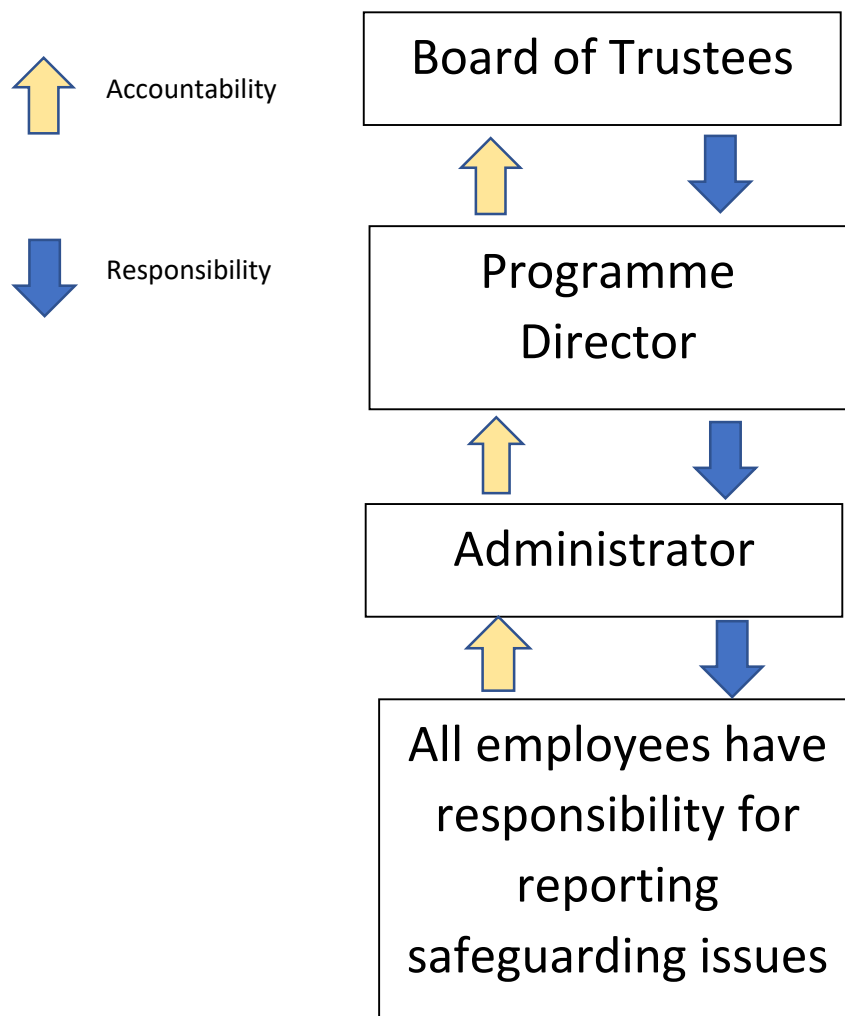 Board of Trustees
Accountability
Programme
Director
Responsibility
Administrator
All employees have
responsibility for
reporting
safeguarding issues